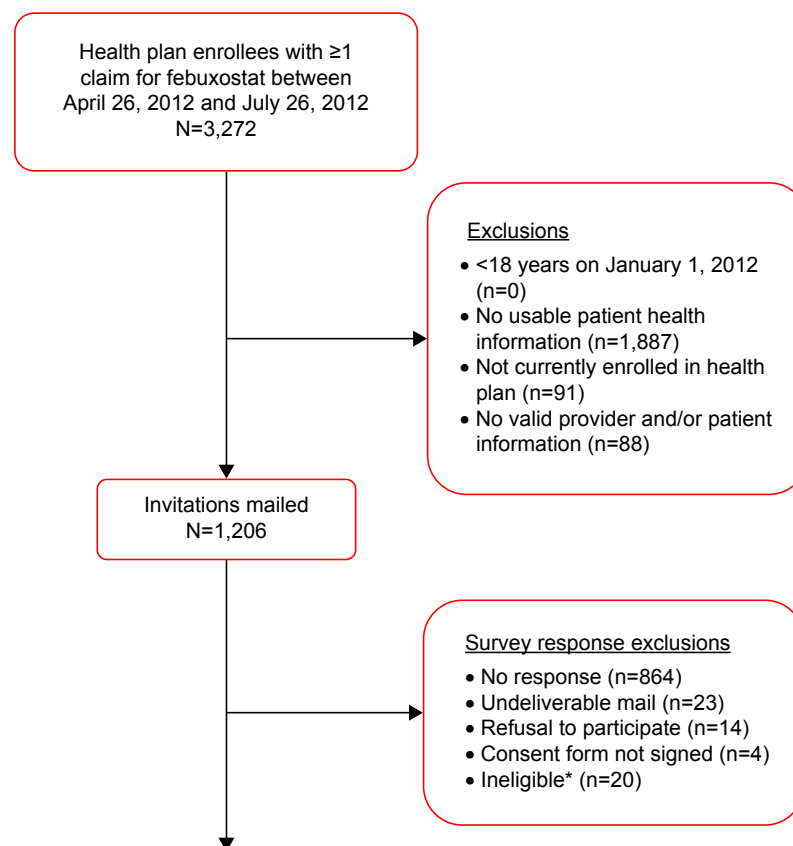 Health plan enrollees with ≥1
claim for febuxostat between
April 26, 2012 and July 26, 2012
N=3,272
Exclusions
• <18 years on January 1, 2012
(n=0)
• No usable patient health
information (n=1,887)
• Not currently enrolled in health
plan (n=91)
• No valid provider and/or patient
information (n=88)
Invitations mailed
N=1,206
Survey response exclusions
• No response (n=864)
• Undeliverable mail (n=23)
• Refusal to participate (n=14)
• Consent form not signed (n=4)
• Ineligible* (n=20)